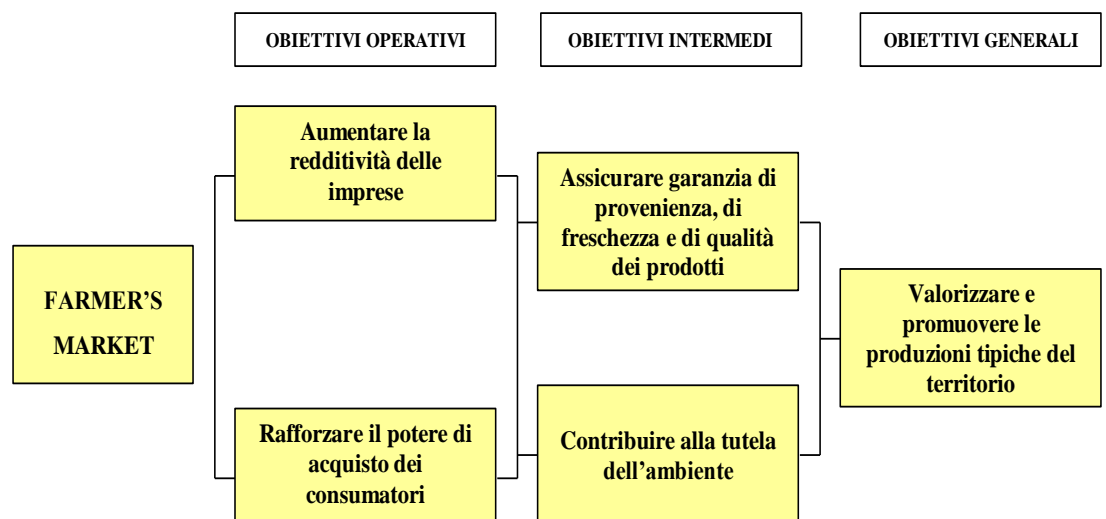 OBIETTIVI OPERATIVI
OBIETTIVI INTERMEDI
OBIETTIVI GENERALI
FARMER'S
MARKET
Aumentare la
redditività delle
imprese
Rafforzare il potere di
acquisto dei
consumatori
Assicurare garanzia di
provenienza, di
freschezza e di qualità
dei prodotti
Contribuire alla tutela
dell'ambiente
Valorizzare e
promuovere le
produzioni tipiche del
territorio